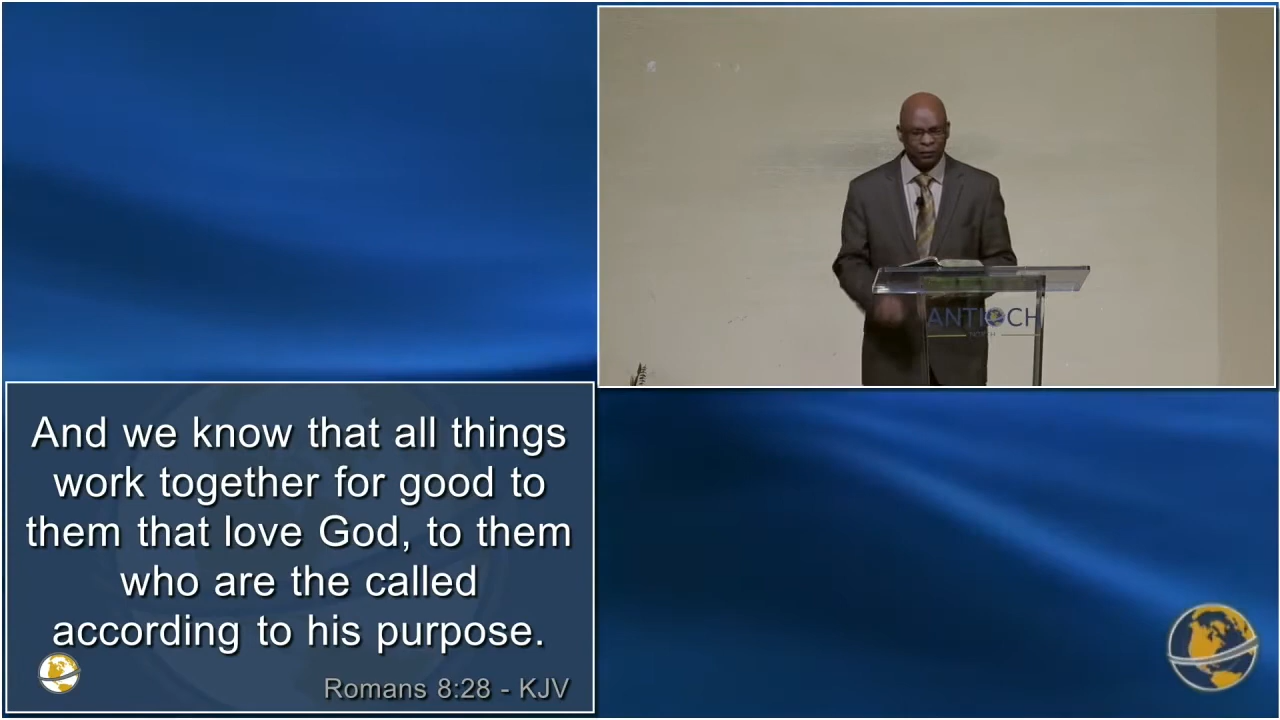 And we know that all things
work together for good to
them that love God, to them
who are the called
according to his purpose.
Romans 8:28 - KJV
ANTIOCH